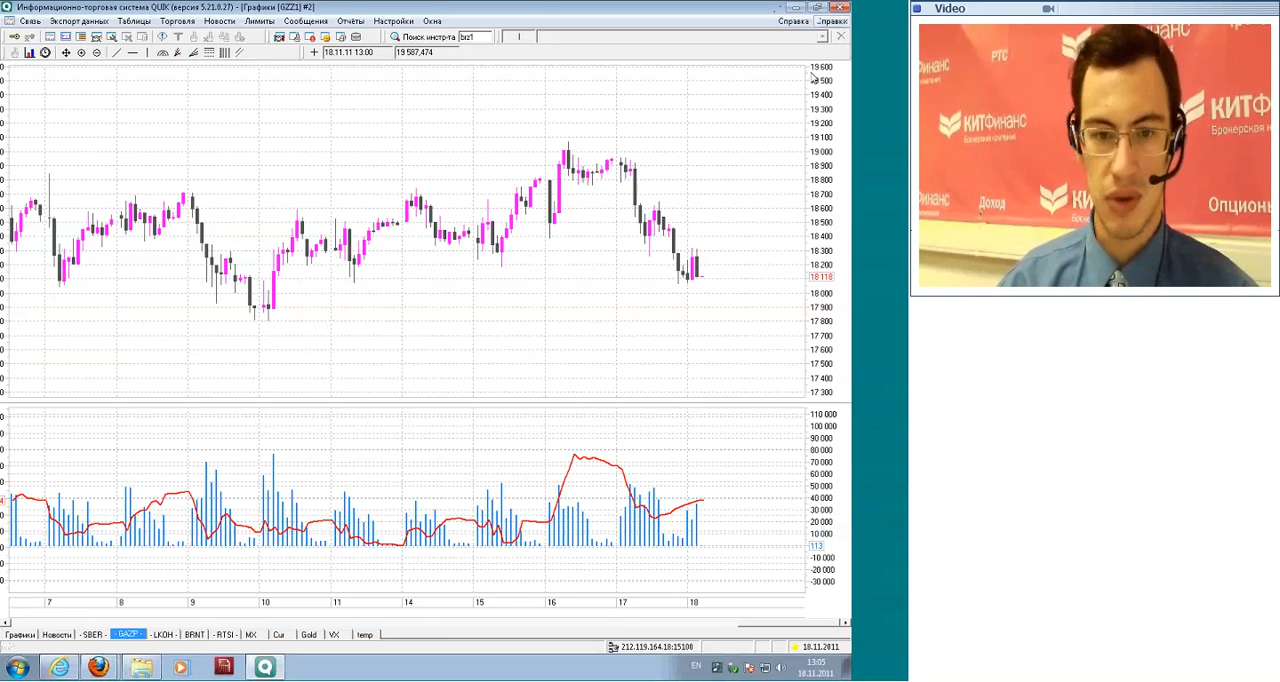 Информационно-торговая система QUIK (версия 5.21.0.27) - [Графики [GZZ1] #2]
Связь Экспорт данных Таблицы Торговля Новости Лимиты Сообщения Отчёты Настройки Окна Справка
Поиск инстр-та brz1
18.11.11 13.00 19 587,474
19 600
19 500
19 400
19 300
19 200
19 100
19 000
18 900
18 800
18 700
18 600
18 500
18 400
18 300
18 200
18 118
18 000
17 900
17 800
17 700
17 600
17 500
17 400
17 300
110 000
100 000
90 000
80 000
70 000
60 000
50 000
40 000
30 000
20 000
10 000
113
-10 000
-20 000
-30 000
7 8 9 10 11 14 15 16 17 18
Графики Новости - SBER - - GAZP - - LKOH - BRNT - RTSI - MX Cur Gold VX temp
212.119.164.18:15100 18.11.2011
EN 13:05
18.11.2011
Video
РТС
КИТФинанс
Брокерская компания
КИТФ
Брокерская к
Доход
Опционы